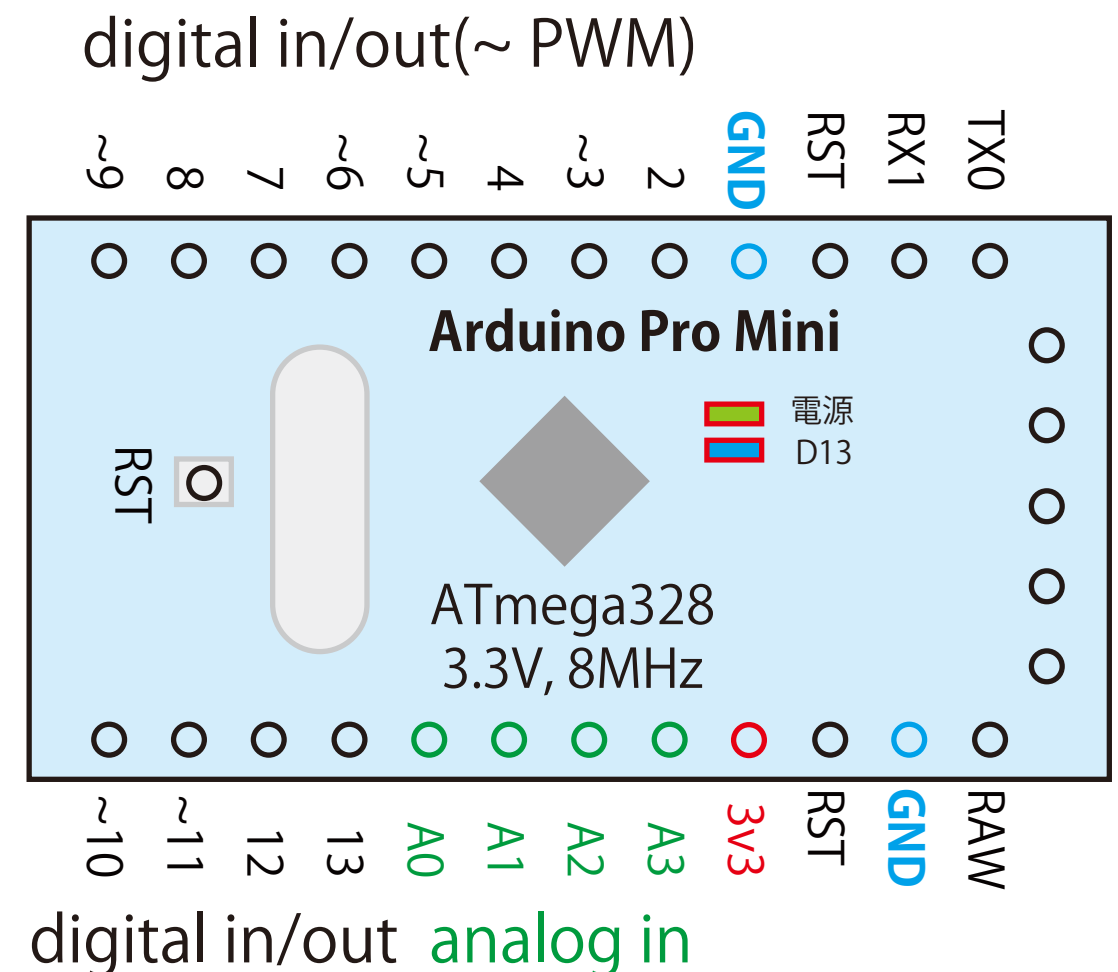 digital in/out(~ PWM)
~9 8 7 ~6 ~5 4 ~3 2 GND RST RX1 TX0
Arduino Pro Mini
電源
D13
RST
ATmega328
3.3V, 8MHz
~10 ~11 12 13 A0 A1 A2 A3 3v3 RST GND RAW
digital in/out analog in